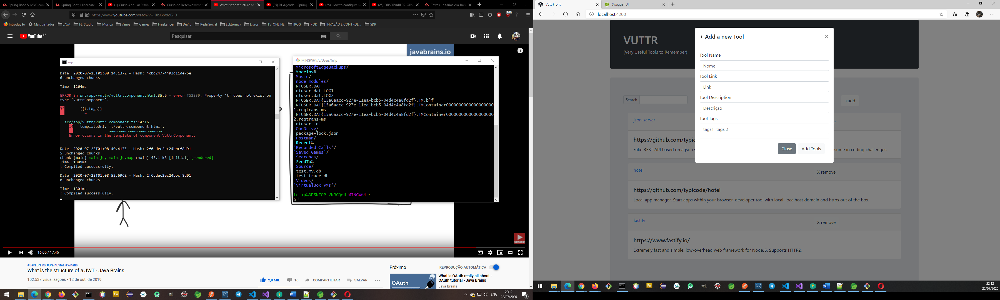 Spring Boot & MVC con
Spring Boot, Hibernate,
(1) Curso Angular 9 #06
Curso de Desenvolvimen
What is the structure of a
(25) 01 Agenda - Spring
(25) How to configure S
(25) OBSERVABLES, OBS
Testes unitários em JAVA
https://www.youtube.com/watch?v=_XbXkVdoG_0
209
Introdução
Mais visitados
JAVA
FL_Studio
Musica
Varios
Games
FreeLancer
DeVry
Rede Social
ELEtronick
Livros
TV_ONLINE
IPOG
IPOK
INVASÃO E CONTROL...
SDR
YouTube BR
Pesquisar
javabrains.io
ngcc
Date: 2020-07-23T01:08:14.137Z - Hash: 4cbd24774493d11de75e
6 unchanged chunks
Time: 1264ms
ERROR in src/app/vuttr/vuttr.component.html:35:9 - error TS2339: Property 't' does not exist on
type 'VuttrComponent'.
35 {{t.tags}}
~
src/app/vuttr/vuttr.component.ts:14:16
14 templateUrl: './vuttr.component.html',
~~~~~~~~~~~~~~~~~~~~~~~~
Error occurs in the template of component VuttrComponent.
Date: 2020-07-23T01:08:40.413Z - Hash: 2f6cdec2ec24bbcf8d91
5 unchanged chunks
chunk {main} main.js, main.js.map (main) 43.1 kB [initial] [rendered]
Time: 1389ms
: Compiled successfully.
Date: 2020-07-23T01:08:52.696Z - Hash: 2f6cdec2ec24bbcf8d91
6 unchanged chunks
Time: 1301ms
: Compiled successfully.
MINGW64:/c/Users/felip
MicrosoftEdgeBackups/
Modelos@
Music/
node_modules/
NTUSER.DAT
ntuser.dat.LOG1
ntuser.dat.LOG2
NTUSER.DAT{15a6aacc-927e-11ea-bcb5-04d4c4a8fd2f}.TM.blf
NTUSER.DAT{15a6aacc-927e-11ea-bcb5-04d4c4a8fd2f}.TMContainer0000000000000000000
1.regtrans-ms
NTUSER.DAT{15a6aacc-927e-11ea-bcb5-04d4c4a8fd2f}.TMContainer0000000000000000000
2.regtrans-ms
ntuser.ini
OneDrive/
package-lock.json
Postman/
Recent@
'Recorded Calls'/
'Saved Games'/
Searches/
SendTo@
Source/
test.mv.db
test.trace.db
Videos/
'VirtualBox VMs'/
felip@DESKTOP-2NJGQ6H MINGW64 ~
$
SUBSCRIBE
16:05 / 17:45
#JavaBrains #BrainBytes #WhatIs
What is the structure of a JWT - Java Brains
102.537 visualizações • 12 de out. de 2019
2,8 MIL
16
COMPARTILHAR
SALVAR
Próximo
REPRODUÇÃO AUTOMÁTICA
OAuth
What is OAuth really all about -
OAuth tutorial - Java Brains
Java Brains
ENG
22:12
22/07/2020
3
VuttrFront
Swagger UI
localhost:4200
VUTTR
(Very Useful Tools to Remember)
Search
+add
+ Add a new Tool
×
Tool Name
Nome
Tool Link
Link
Tool Description
Descrição
Tool Tags
tags1 tags 2
Close
Add Tools
json-server
https://github.com/typic
Fake REST API based on a json s
nsume in coding challenges.
hotel
X remove
https://github.com/typicode/hotel
Local app manager. Start apps within your browser, developer tool with local .localhost domain and https out of the box.
fastify
X remove
https://www.fastify.io/
Extremely fast and simple, low-overhead web framework for NodeJS. Supports HTTP2.
22:12
22/07/2020